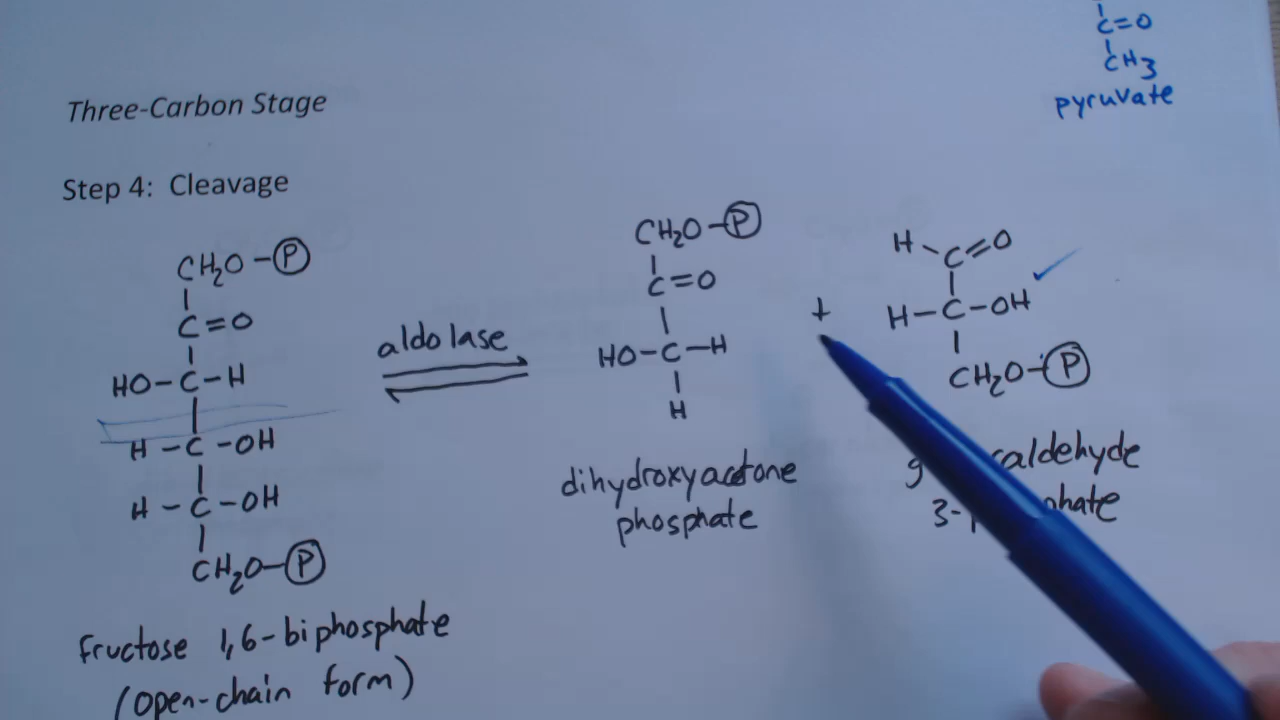 C=O
CH3
pyruvate
Three-Carbon Stage
Step 4: Cleavage
CH2O-P
C=O
HO-C-H
H-C-OH
H-C-OH
CH2O-P
fructose 1,6-biphosphate
(open-chain form)
aldolase
CH2O-P
C=O
HO-C-H
H
dihydroxyacetone
phosphate
+
H-C=O
H-C-OH
CH2O-P
3-